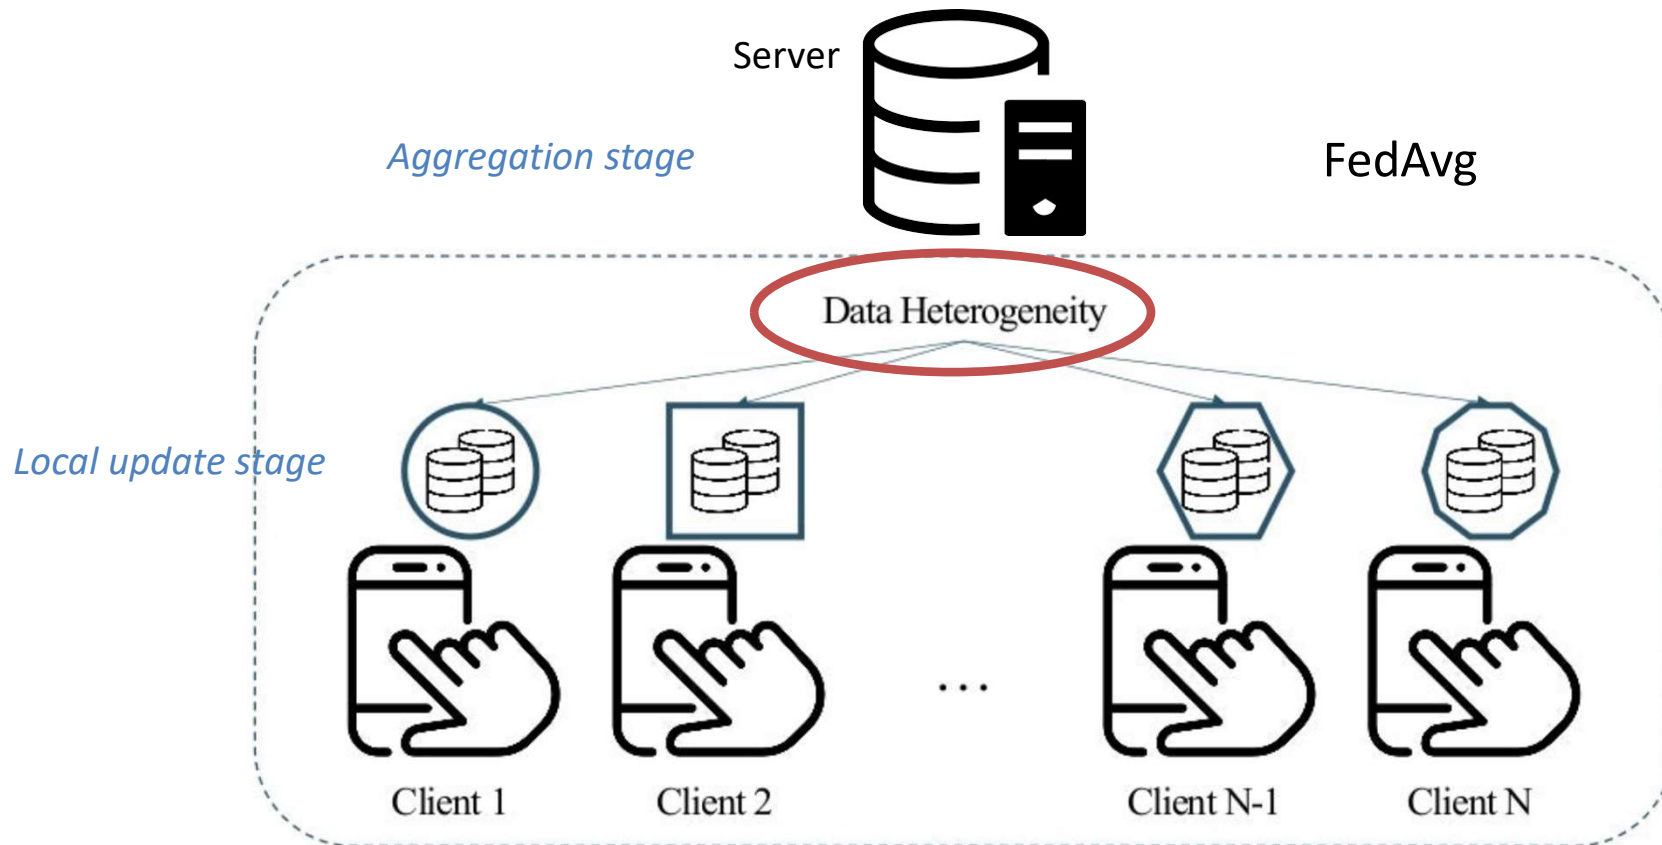 Server
Aggregation stage
FedAvg
Data Heterogeneity
Local update stage
...
Client 1
Client 2
Client N-1
Client N